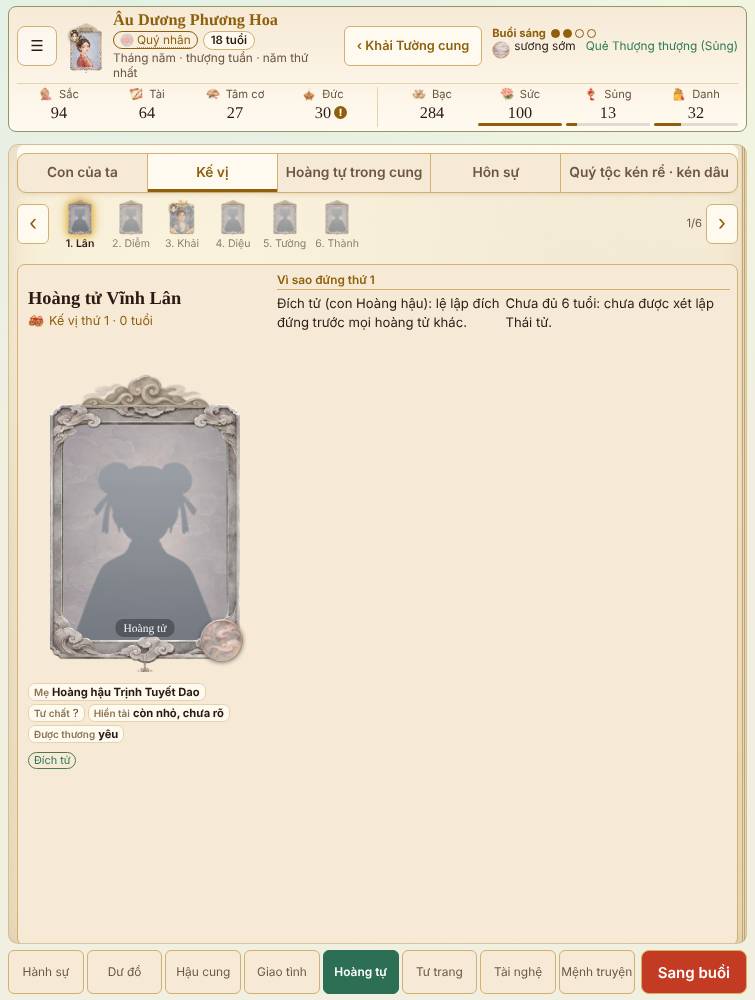 ☰
Âu Dương Phương Hoa
Quý nhân 18 tuổi
Tháng năm · thượng tuần · năm thứ
nhất
‹ Khải Tường cung
Buổi sáng
sương sớm Quẻ Thượng thượng (Sủng)
Sắc Tài Tâm cơ Đức Bạc Sức Sủng Danh
94 64 27 30 ! 284 100 13 32
Con của ta Kế vị Hoàng tự trong cung Hôn sự Quý tộc kén rể · kén dâu
‹ 1. Lân 2. Diễm 3. Khải 4. Diệu 5. Tường 6. Thành 1/6 ›
Hoàng tử Vĩnh Lân
Kế vị thứ 1 · 0 tuổi
Hoàng tử
Mẹ Hoàng hậu Trịnh Tuyết Dao
Tư chất ? Hiền tài còn nhỏ, chưa rõ
Được thương yêu
Đích tử
Vì sao đứng thứ 1
Đích tử (con Hoàng hậu): lệ lập đích
đứng trước mọi hoàng tử khác.
Chưa đủ 6 tuổi: chưa được xét lập
Thái tử.
Hành sự Dư đồ Hậu cung Giao tình Hoàng tự Tư trang Tài nghệ Mệnh truyện Sang buổi